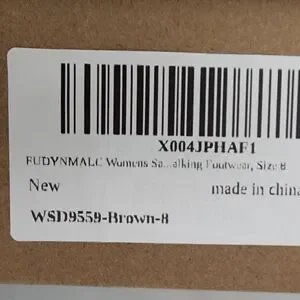 X004JPHAF1
FUDYNMALC Womens Sa...alking Footwear, Size 8
New made in china
WSD9559-Brown-8